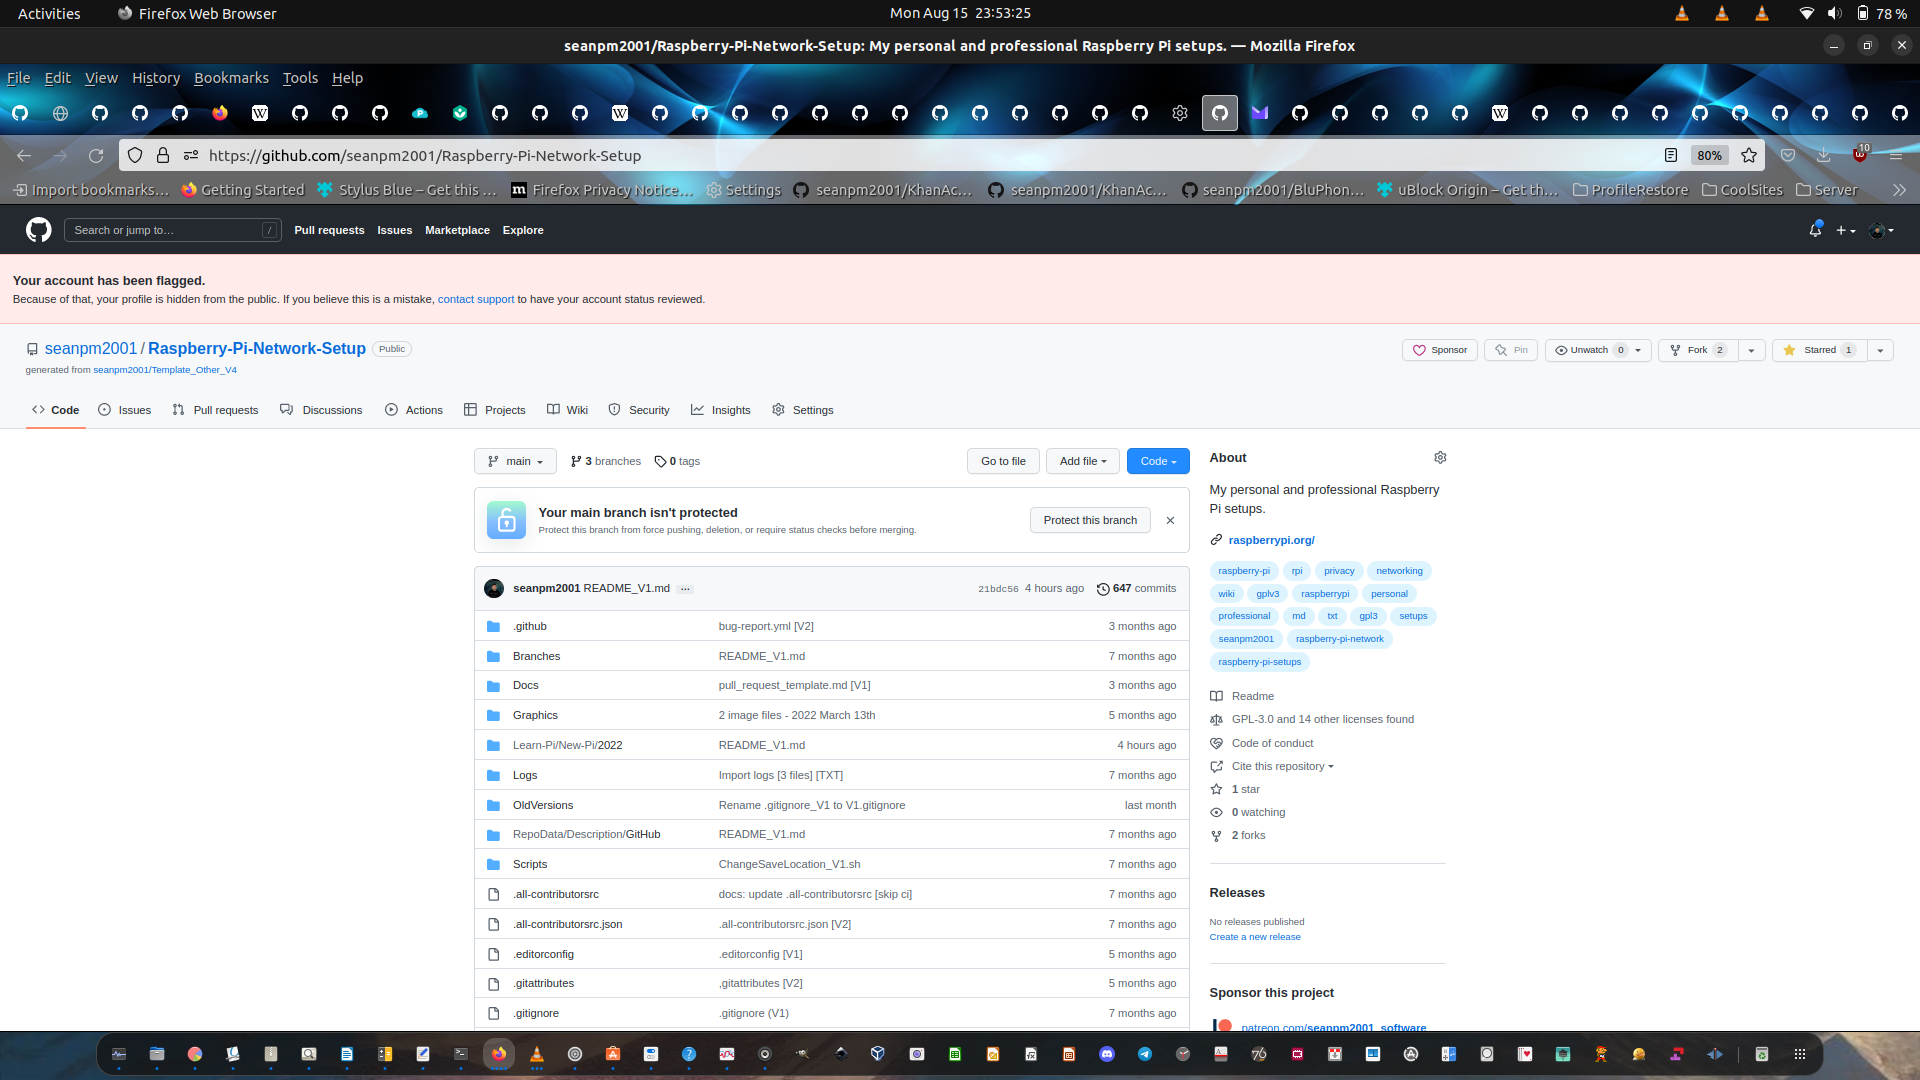 Activities Firefox Web Browser Mon Aug 15 23:53:25 78 %
seanpm2001/Raspberry-Pi-Network-Setup: My personal and professional Raspberry Pi setups. — Mozilla Firefox
File Edit View History Bookmarks Tools Help
https://github.com/seanpm2001/Raspberry-Pi-Network-Setup 80% 10
Import bookmarks… Getting Started Stylus Blue – Get this … Firefox Privacy Notice… Settings seanpm2001/KhanAc… seanpm2001/KhanAc… seanpm2001/BluPhon… uBlock Origin – Get th… ProfileRestore CoolSites Server
Search or jump to… / Pull requests Issues Marketplace Explore
Your account has been flagged.
Because of that, your profile is hidden from the public. If you believe this is a mistake, contact support to have your account status reviewed.
seanpm2001 / Raspberry-Pi-Network-Setup Public Sponsor Pin Unwatch 0 Fork 2 Starred 1
generated from seanpm2001/Template_Other_V4
Code Issues Pull requests Discussions Actions Projects Wiki Security Insights Settings
main 3 branches 0 tags Go to file Add file Code
Your main branch isn't protected
Protect this branch from force pushing, deletion, or require status checks before merging.
Protect this branch
seanpm2001 README_V1.md … 21bdc56 4 hours ago 647 commits
.github bug-report.yml [V2] 3 months ago
Branches README_V1.md 7 months ago
Docs pull_request_template.md [V1] 3 months ago
Graphics 2 image files - 2022 March 13th 5 months ago
Learn-Pi/New-Pi/2022 README_V1.md 4 hours ago
Logs Import logs [3 files] [TXT] 7 months ago
OldVersions Rename .gitignore_V1 to V1.gitignore last month
RepoData/Description/GitHub README_V1.md 7 months ago
Scripts ChangeSaveLocation_V1.sh 7 months ago
.all-contributorsrc docs: update .all-contributorsrc [skip ci] 7 months ago
.all-contributorsrc.json .all-contributorsrc.json [V2] 7 months ago
.editorconfig .editorconfig [V1] 5 months ago
.gitattributes ,gitattributes [V2] 5 months ago
.gitignore .gitignore (V1) 7 months ago
About
My personal and professional Raspberry
Pi setups.
raspberrypi.org/
raspberry-pi rpi privacy networking
wiki gplv3 raspberrypi personal
professional md txt gpl3 setups
seanpm2001 raspberry-pi-network
raspberry-pi-setups
Readme
GPL-3.0 and 14 other licenses found
Code of conduct
Cite this repository
1 star
0 watching
2 forks
Releases
No releases published
Create a new release
Sponsor this project
patreon.com/seanpm2001_software